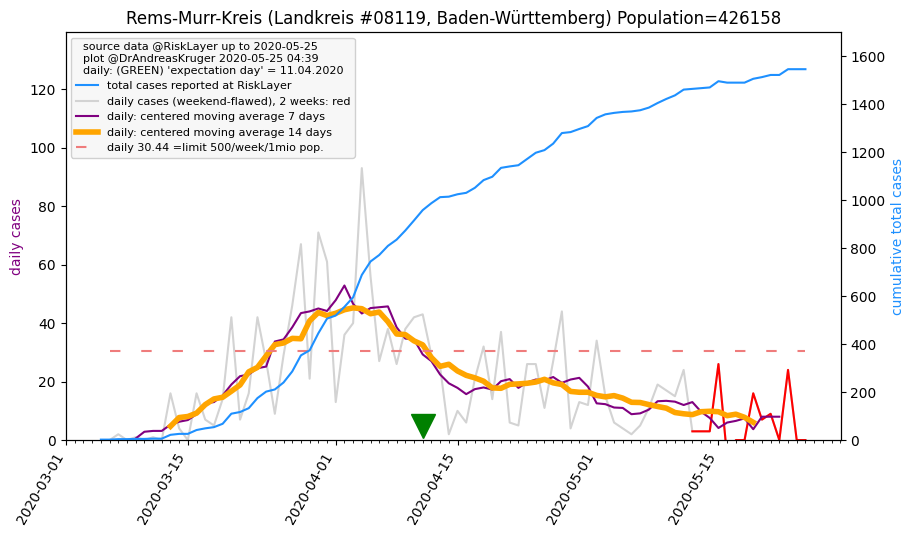 Rems-Murr-Kreis (Landkreis #08119, Baden-Württemberg) Population=426158
source data @RiskLayer up to 2020-05-25
plot @DrAndreasKruger 2020-05-25 04:39
daily: (GREEN) 'expectation day' = 11.04.2020
total cases reported at RiskLayer
daily cases (weekend-flawed), 2 weeks: red
daily: centered moving average 7 days
daily: centered moving average 14 days
daily 30.44 =limit 500/week/1mio pop.
daily cases
0
20
40
60
80
100
120
cumulative total cases
0
200
400
600
800
1000
1200
1400
1600
2020-03-01
2020-03-15
2020-04-01
2020-04-15
2020-05-01
2020-05-15